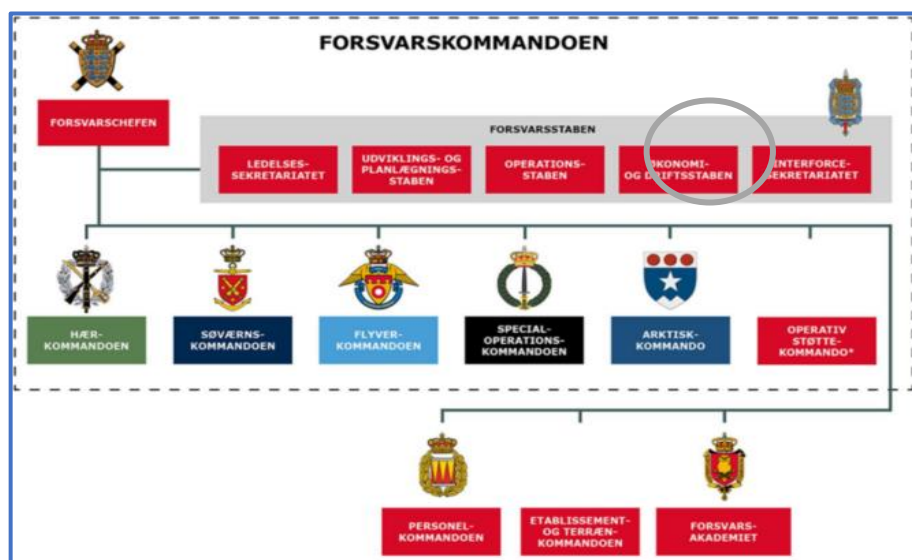 FORSVARSKOMMANDOEN
FORSVARSCHEFEN
FORSVARSSTABEN
LEDELSES-
SEKRETARIATET
UDVIKLINGS- OG
PLANLÆGNINGS-
STABEN
OPERATIONS-
STABEN
ØKONOMI-
OG DRIFTSSTABEN
INTERFORCE-
SEKRETARIATET
HÆR-
KOMMANDOEN
SØVÆRNS-
KOMMANDOEN
FLYVER-
KOMMANDOEN
SPECIAL-
OPERATIONS-
KOMMANDOEN
ARKTISK-
KOMMANDO
OPERATIV
STØTTE-
KOMMANDO*
PERSONEL-
KOMMANDOEN
ETABLISSEMENT-
OG TERRÆN-
KOMMANDOEN
FORSVARS-
AKADEMIET